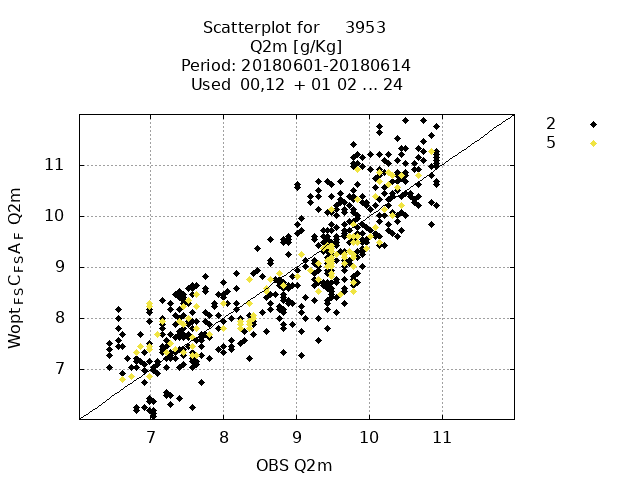 Scatterplot for 3953
Q2m [g/Kg]
Period: 20180601-20180614
Used 00,12 + 01 02 ... 24
2
5
11
10
9
8
7
Wopt FS C FS A F Q2m
7 8 9 10 11
OBS Q2m